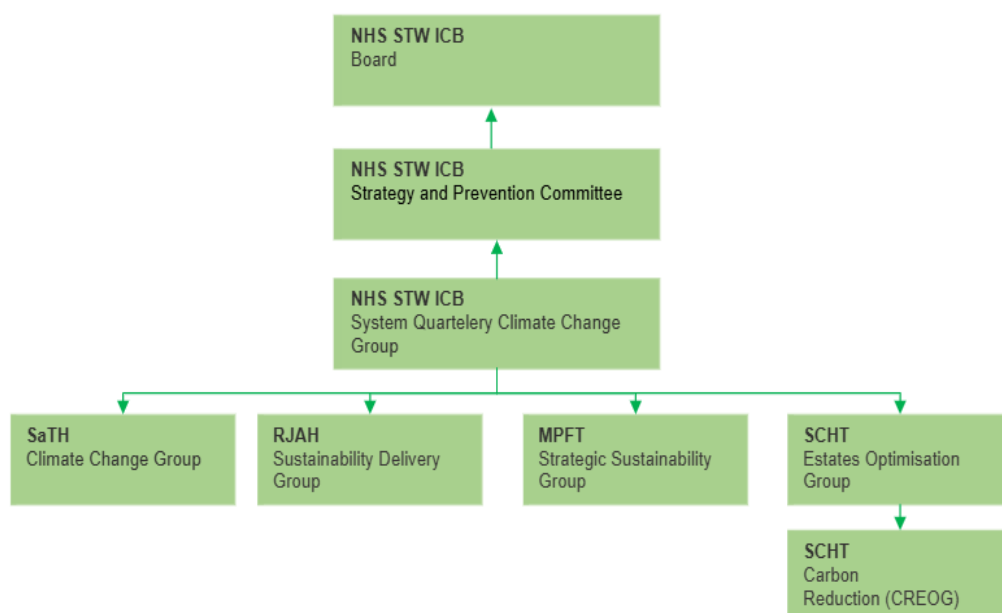 NHS STW ICB
Board
NHS STW ICB
Strategy and Prevention Committee
NHS STW ICB
System Quartelery Climate Change
Group
SaTH
Climate Change Group
RJAH
Sustainability Delivery
Group
MPFT
Strategic Sustainability
Group
SCHT
Estates Optimisation
Group
SCHT
Carbon
Reduction (CREOG)